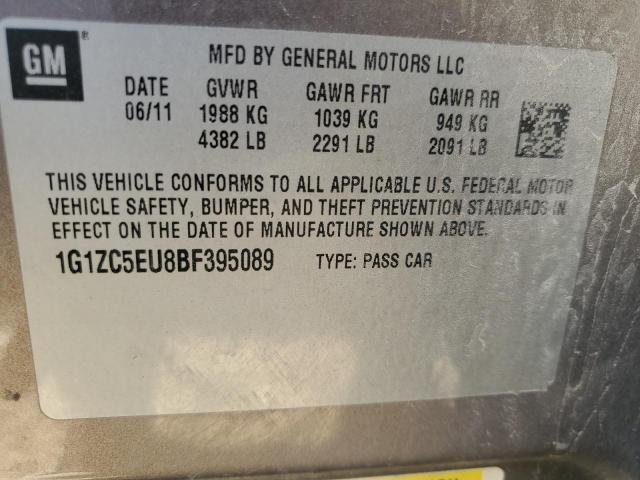 GM ®
MFD BY GENERAL MOTORS LLC
DATE GVWR GAWR FRT GAWR RR
06/11 1988 KG 1039 KG 949 KG
4382 LB 2291 LB 2091 LB
THIS VEHICLE CONFORMS TO ALL APPLICABLE U.S. FEDERAL MOTOR
VEHICLE SAFETY, BUMPER, AND THEFT PREVENTION STANDARDS IN
EFFECT ON THE DATE OF MANUFACTURE SHOWN ABOVE.
1G1ZC5EU8BF395089 TYPE: PASS CAR